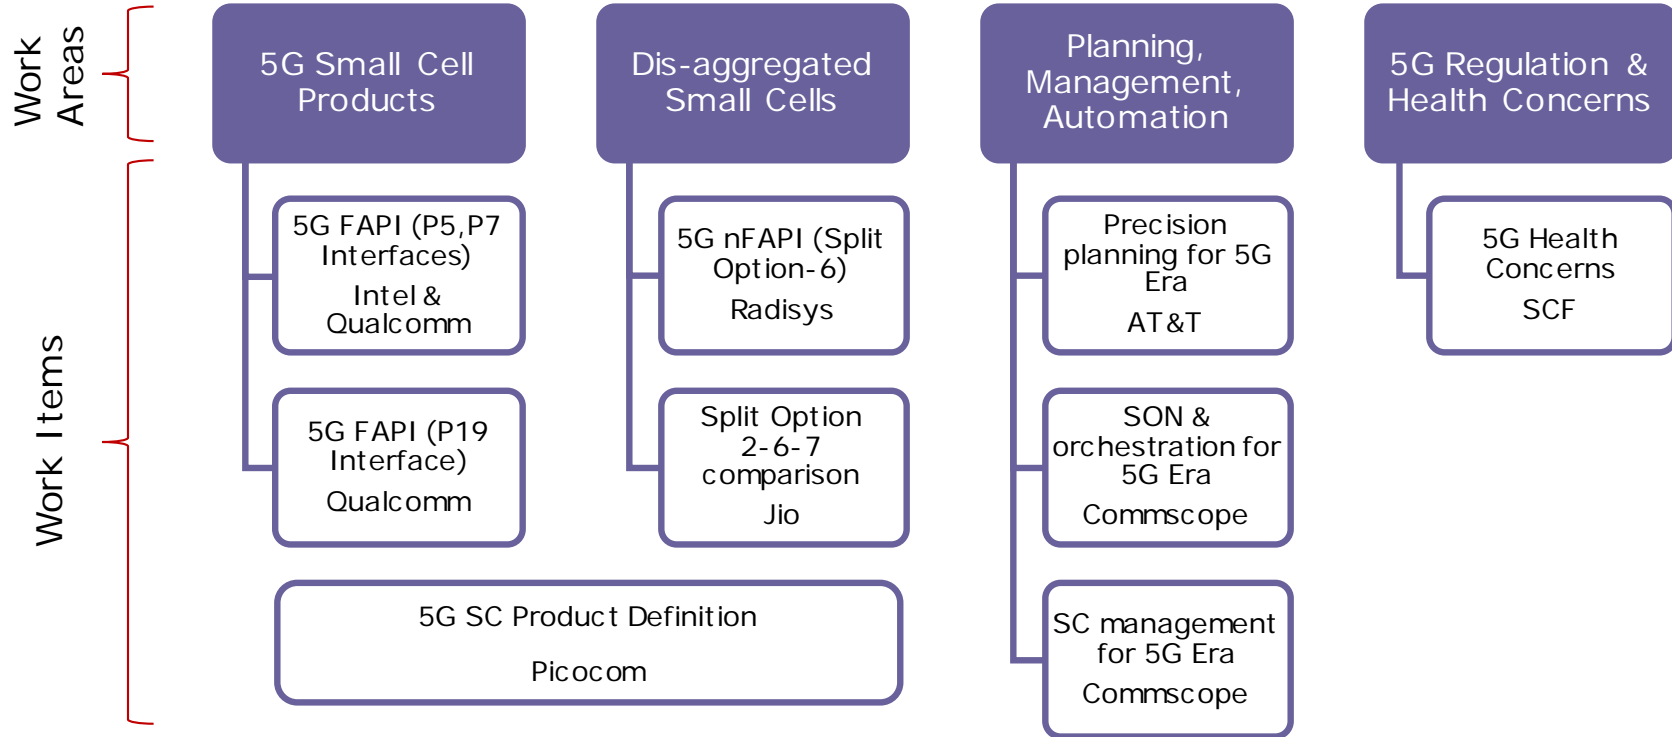 Work
Areas
5G Small Cell
Products
Dis-aggregated
Small Cells
Planning,
Management,
Automation
5G Regulation &
Health Concerns
Work Items
5G FAPI (P5,P7
Interfaces)
Intel &
Qualcomm
5G nFAPI (Split
Option-6)
Radisys
Precision
planning for 5G
Era
AT&T
5G Health
Concerns
SCF
5G FAPI (P19
Interface)
Qualcomm
Split Option
2-6-7
comparison
Jio
SON &
orchestration for
5G Era
Commscope
5G SC Product Definition
Picocom
SC management
for 5G Era
Commscope